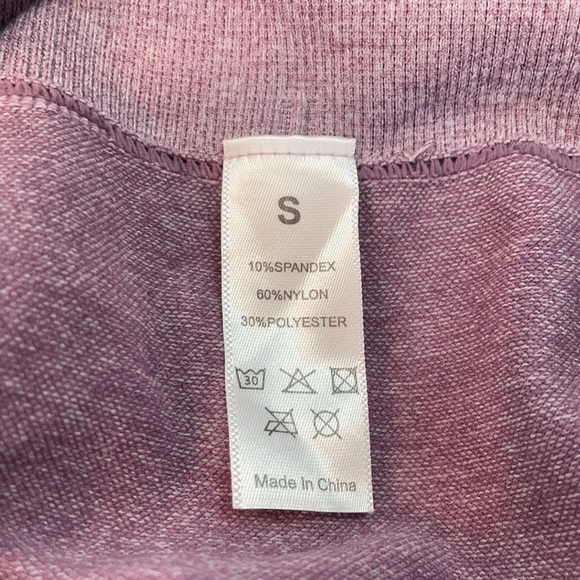 S
10%SPANDEX
60%NYLON
30%POLYESTER
30
Made In China